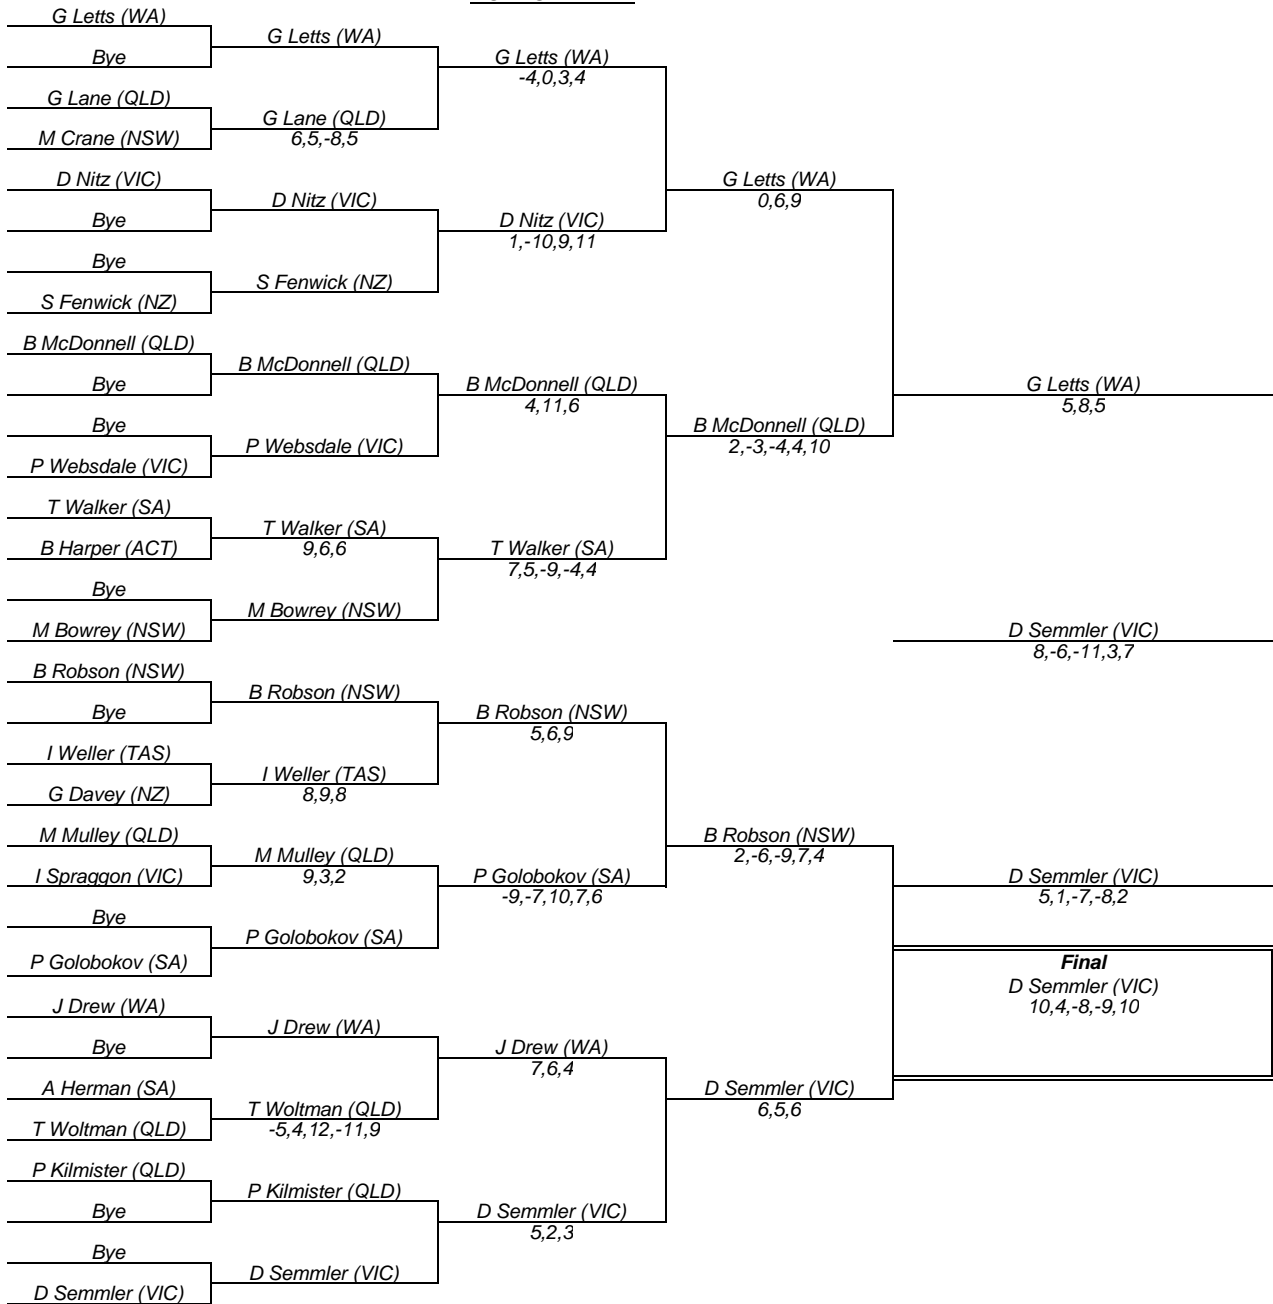 G Letts (WA)
Bye
G Lane (QLD)
M Crane (NSW)
D Nitz (VIC)
Bye
Bye
S Fenwick (NZ)
B McDonnell (QLD)
Bye
Bye
P Websdale (VIC)
T Walker (SA)
B Harper (ACT)
Bye
M Bowrey (NSW)
B Robson (NSW)
Bye
I Weller (TAS)
G Davey (NZ)
M Mulley (QLD)
I Spraggon (VIC)
Bye
P Golobokov (SA)
J Drew (WA)
Bye
A Herman (SA)
T Woltman (QLD)
P Kilmister (QLD)
Bye
Bye
D Semmler (VIC)
G Letts (WA)
G Lane (QLD)
6,5,-8,5
D Nitz (VIC)
S Fenwick (NZ)
B McDonnell (QLD)
P Websdale (VIC)
T Walker (SA)
9,6,6
M Bowrey (NSW)
B Robson (NSW)
I Weller (TAS)
8,9,8
M Mulley (QLD)
9,3,2
P Golobokov (SA)
J Drew (WA)
T Woltman (QLD)
-5,4,12,-11,9
P Kilmister (QLD)
D Semmler (VIC)
G Letts (WA)
-4,0,3,4
D Nitz (VIC)
1,-10,9,11
B McDonnell (QLD)
4,11,6
T Walker (SA)
7,5,-9,-4,4
B Robson (NSW)
5,6,9
P Golobokov (SA)
-9,-7,10,7,6
J Drew (WA)
7,6,4
D Semmler (VIC)
5,2,3
G Letts (WA)
0,6,9
B McDonnell (QLD)
2,-3,-4,4,10
B Robson (NSW)
2,-6,-9,7,4
D Semmler (VIC)
6,5,6
G Letts (WA)
5,8,5
D Semmler (VIC)
8,-6,-11,3,7
D Semmler (VIC)
5,1,-7,-8,2
Final
D Semmler (VIC)
10,4,-8,-9,10